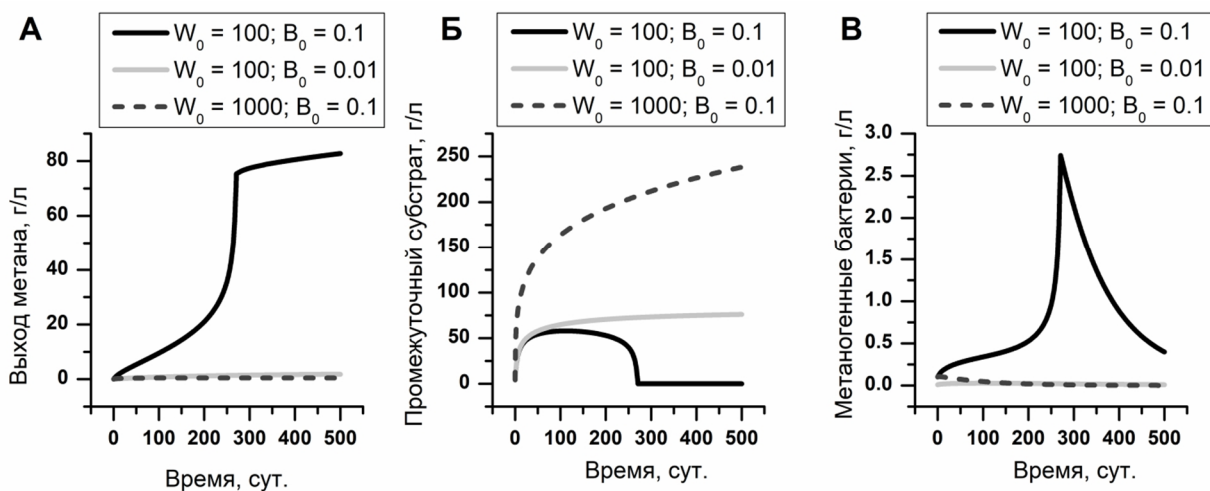 А
W₀ = 100; B₀ = 0.1
W₀ = 100; B₀ = 0.01
W₀ = 1000; B₀ = 0.1
Выход метана, г/л
80
60
40
20
0
0 100 200 300 400 500
Время, сут.
Б
W₀ = 100; B₀ = 0.1
W₀ = 100; B₀ = 0.01
W₀ = 1000; B₀ = 0.1
Промежуточный субстрат, г/л
250
200
150
100
50
0
0 100 200 300 400 500
Время, сут.
В
W₀ = 100; B₀ = 0.1
W₀ = 100; B₀ = 0.01
W₀ = 1000; B₀ = 0.1
Метаногенные бактерии, г/л
3.0
2.5
2.0
1.5
1.0
0.5
0.0
0 100 200 300 400 500
Время, сут.